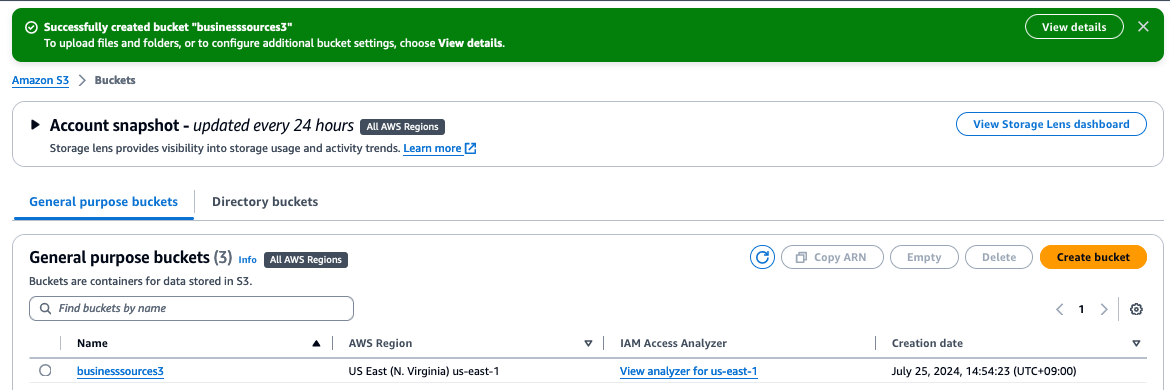 Successfully created bucket "businesssources3"
View details
To upload files and folders, or to configure additional bucket settings, choose View details.
Amazon S3 > Buckets
Account snapshot - updated every 24 hours All AWS Regions
View Storage Lens dashboard
Storage lens provides visibility into storage usage and activity trends. Learn more
General purpose buckets Directory buckets
General purpose buckets (3) Info All AWS Regions
Copy ARN Empty Delete Create bucket
Buckets are containers for data stored in S3.
Find buckets by name
1
Name AWS Region IAM Access Analyzer Creation date
businesssources3 US East (N. Virginia) us-east-1 View analyzer for us-east-1 July 25, 2024, 14:54:23 (UTC+09:00)